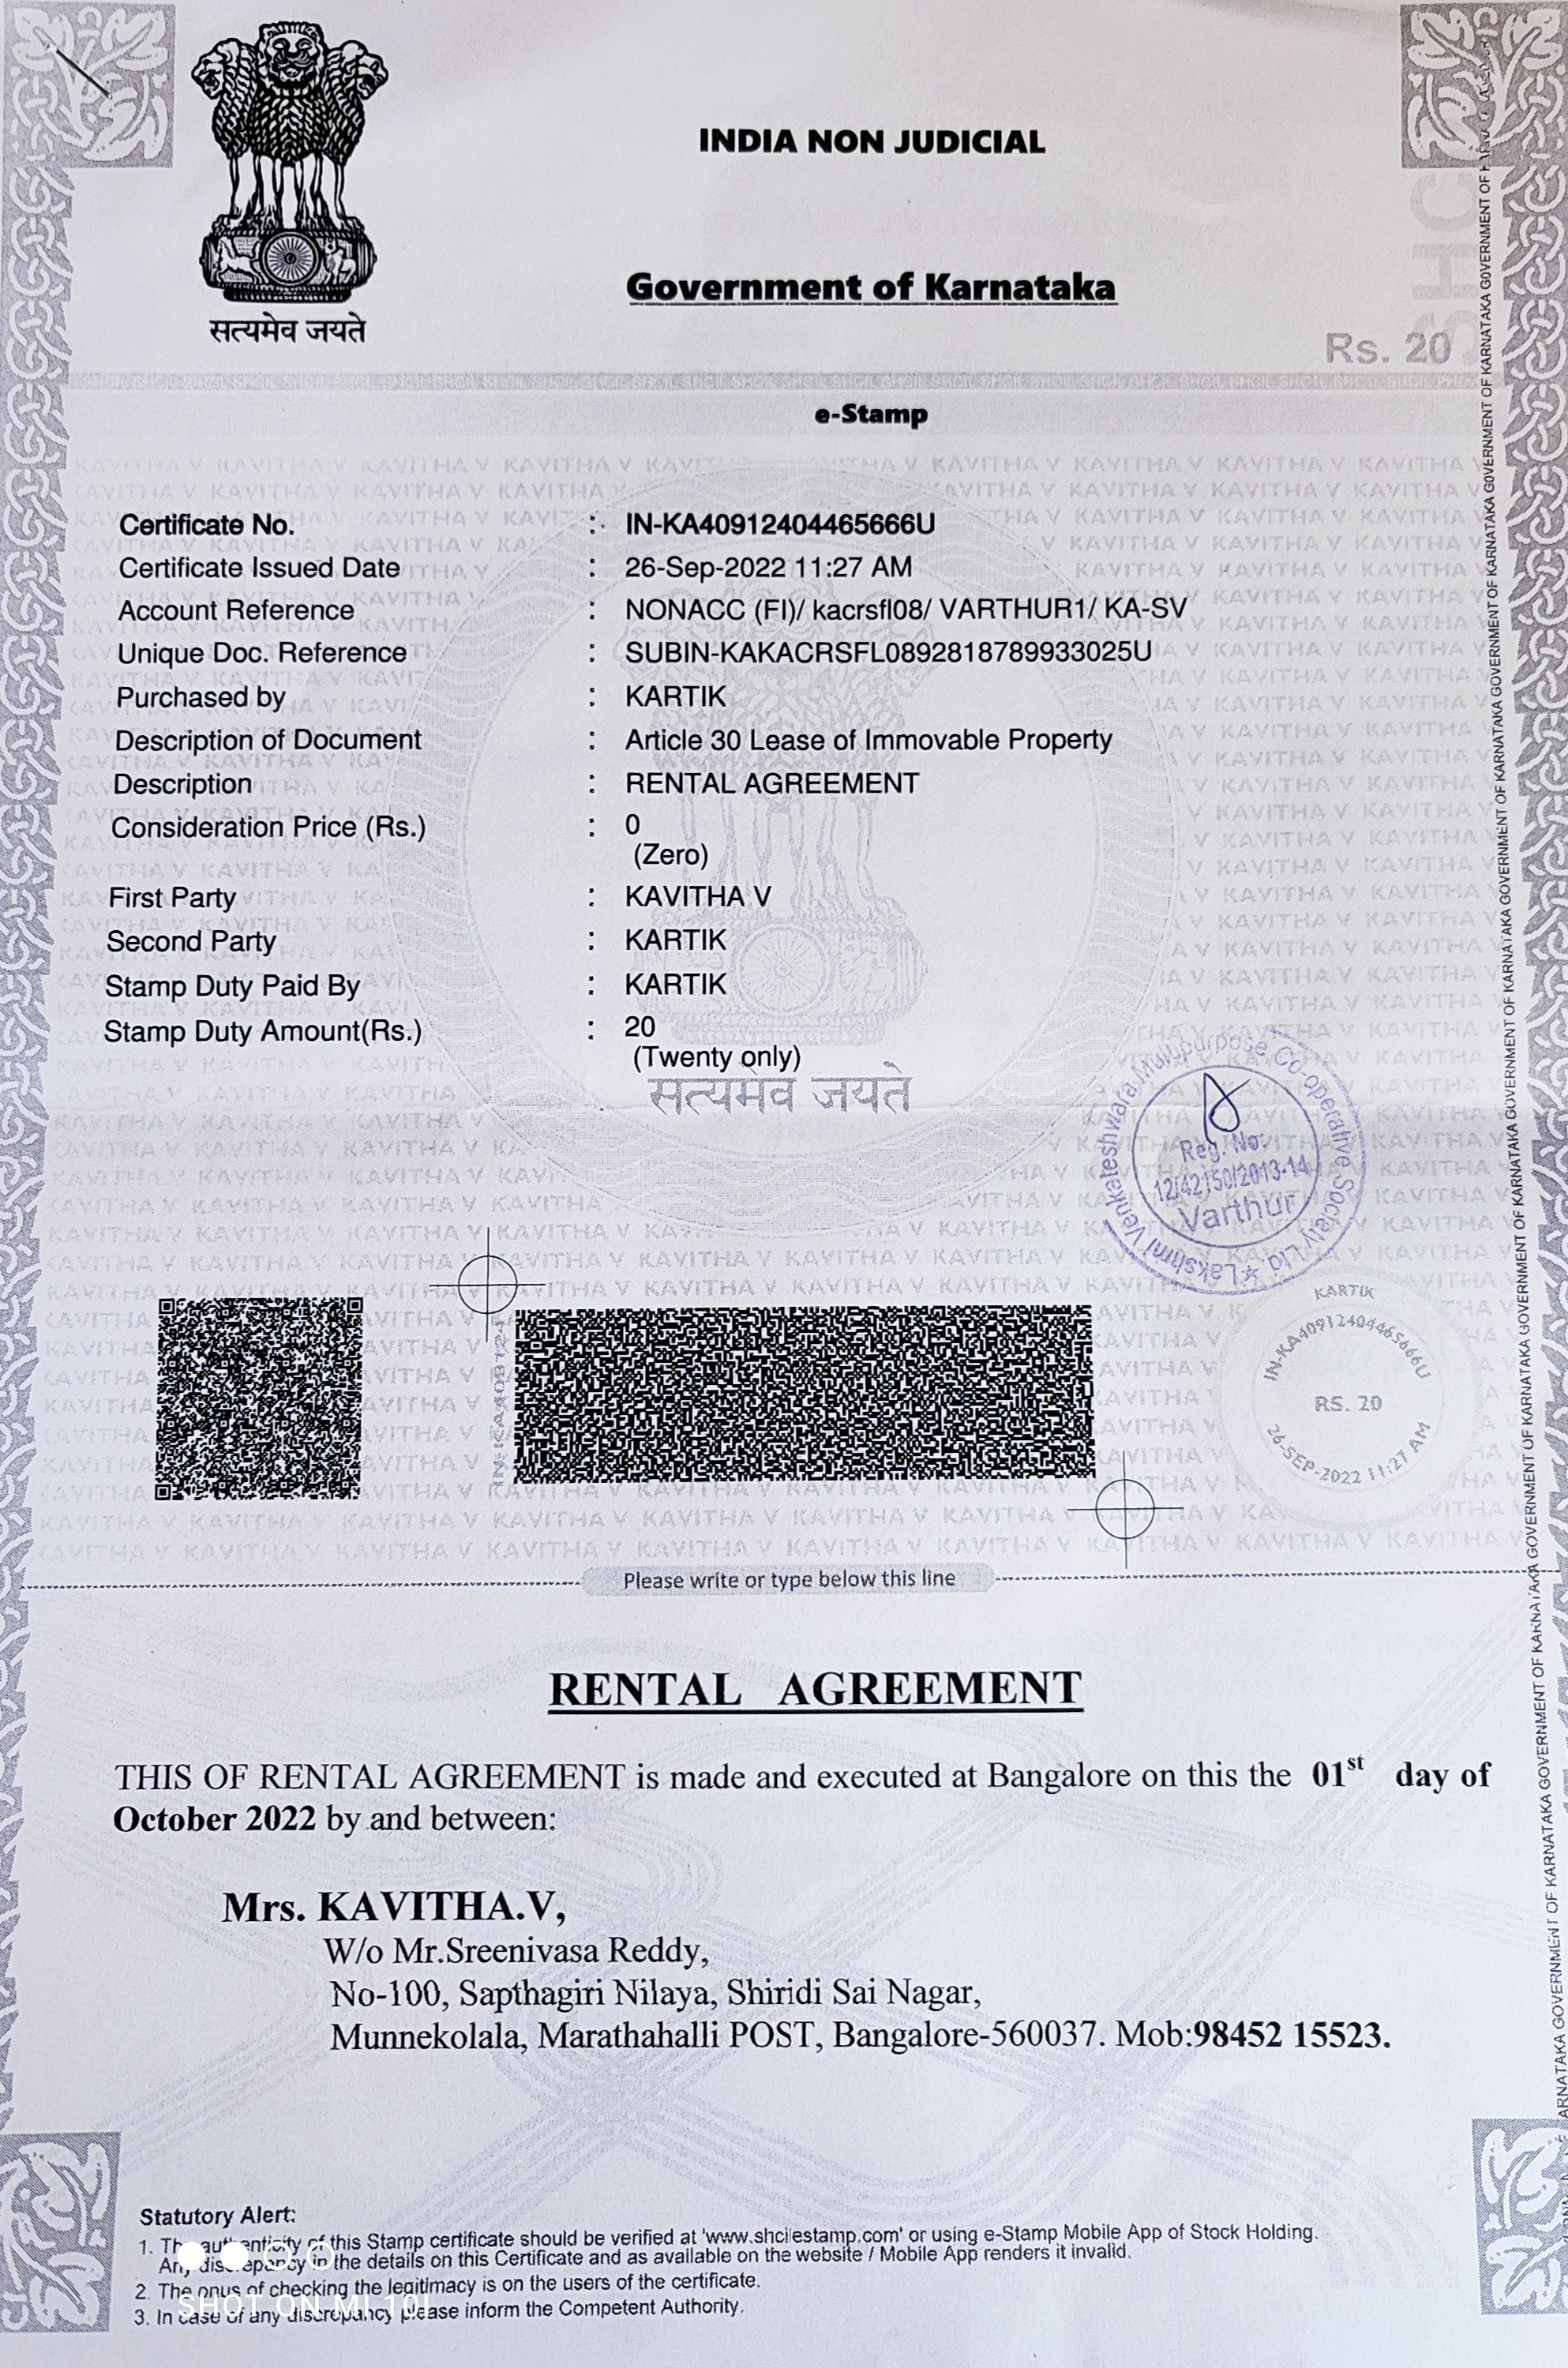 सत्यमेव जयते
INDIA NON JUDICIAL
Government of Karnataka
Rs. 20
e-Stamp
Certificate No. : IN-KA40912404465666U
Certificate Issued Date : 26-Sep-2022 11:27 AM
Account Reference : NONACC (FI)/ kacrsfl08/ VARTHUR1/ KA-SV
Unique Doc. Reference : SUBIN-KAKACRSFL0892818789933025U
Purchased by : KARTIK
Description of Document : Article 30 Lease of Immovable Property
Description : RENTAL AGREEMENT
Consideration Price (Rs.) : 0
(Zero)
First Party : KAVITHA V
Second Party : KARTIK
Stamp Duty Paid By : KARTIK
Stamp Duty Amount(Rs.) : 20
(Twenty only)
सत्यमेव जयते
Lakshmi Venkateshvara Multipurpose Co-operative Society Ltd
Reg. No:
12/42150/2013-14
Varthur
KARTIK
IN-KA40912404465666U
RS. 20
26-SEP-2022 11:27 AM
Please write or type below this line
RENTAL AGREEMENT
THIS OF RENTAL AGREEMENT is made and executed at Bangalore on this the 01st day of
October 2022 by and between:
Mrs. KAVITHA.V,
W/o Mr.Sreenivasa Reddy,
No-100, Sapthagiri Nilaya, Shiridi Sai Nagar,
Munnekolala, Marathahalli POST, Bangalore-560037. Mob:98452 15523.
Statutory Alert:
1. The authenticity of this Stamp certificate should be verified at 'www.shcilestamp.com' or using e-Stamp Mobile App of Stock Holding.
Any discrepancy in the details on this Certificate and as available on the website / Mobile App renders it invalid.
2. The onus of checking the legitimacy is on the users of the certificate.
3. In case of any discrepancy please inform the Competent Authority.
SHOT ON MI 10i